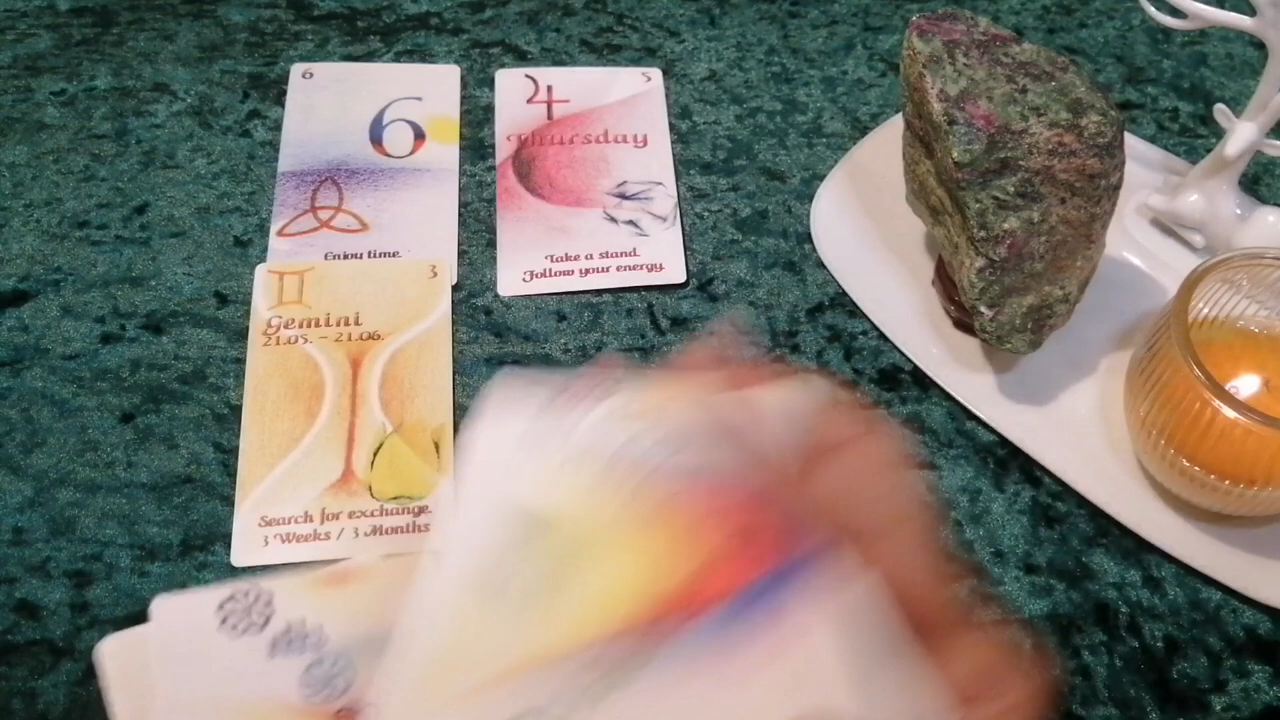 6
6
Enjoy time.
5
Thursday
Take a stand.
Follow your energy.
3
Gemini
21.05. - 21.06.
Search for exchange.
3 Weeks / 3 Months